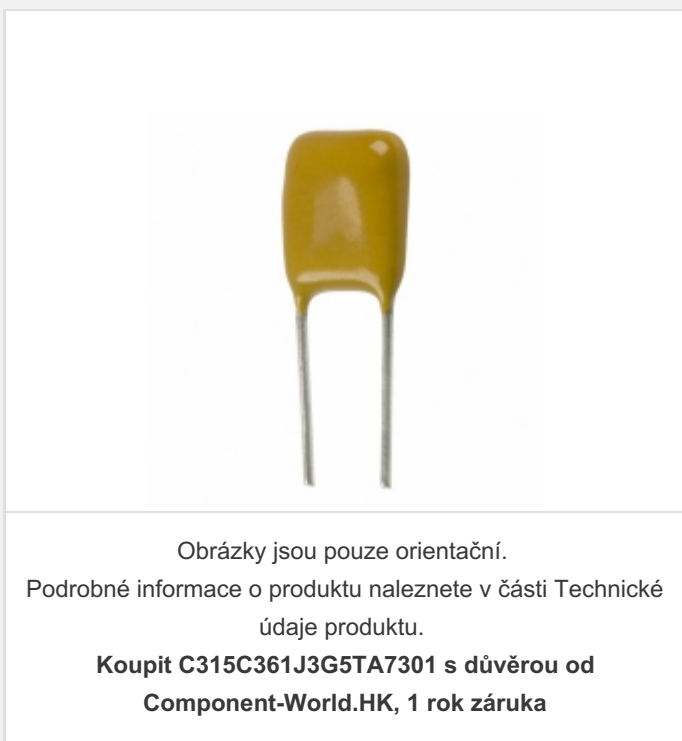 Obrázky jsou pouze orientační.
Podrobné informace o produktu naleznete v části Technické
údaje produktu.
Koupit C315C361J3G5TA7301 s důvěrou od
Component-World.HK, 1 rok záruka